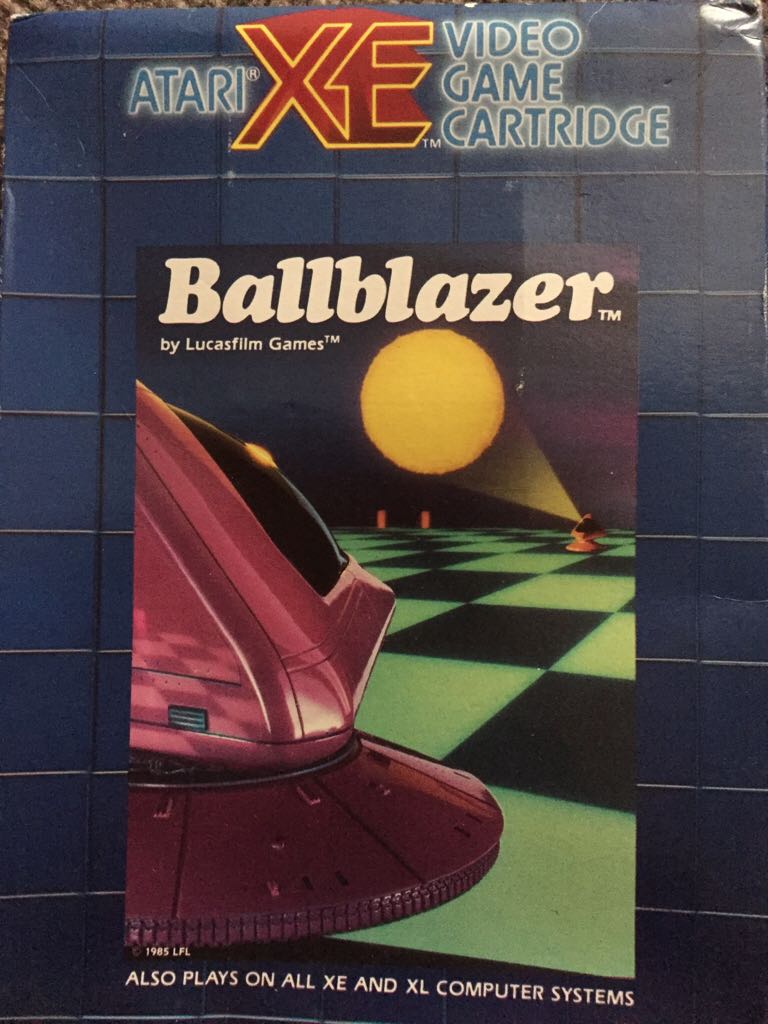 ATARI® XE™ VIDEO
GAME
CARTRIDGE
Ballblazer™
by Lucasfilm Games™
© 1985 LFL
ALSO PLAYS ON ALL XE AND XL COMPUTER SYSTEMS